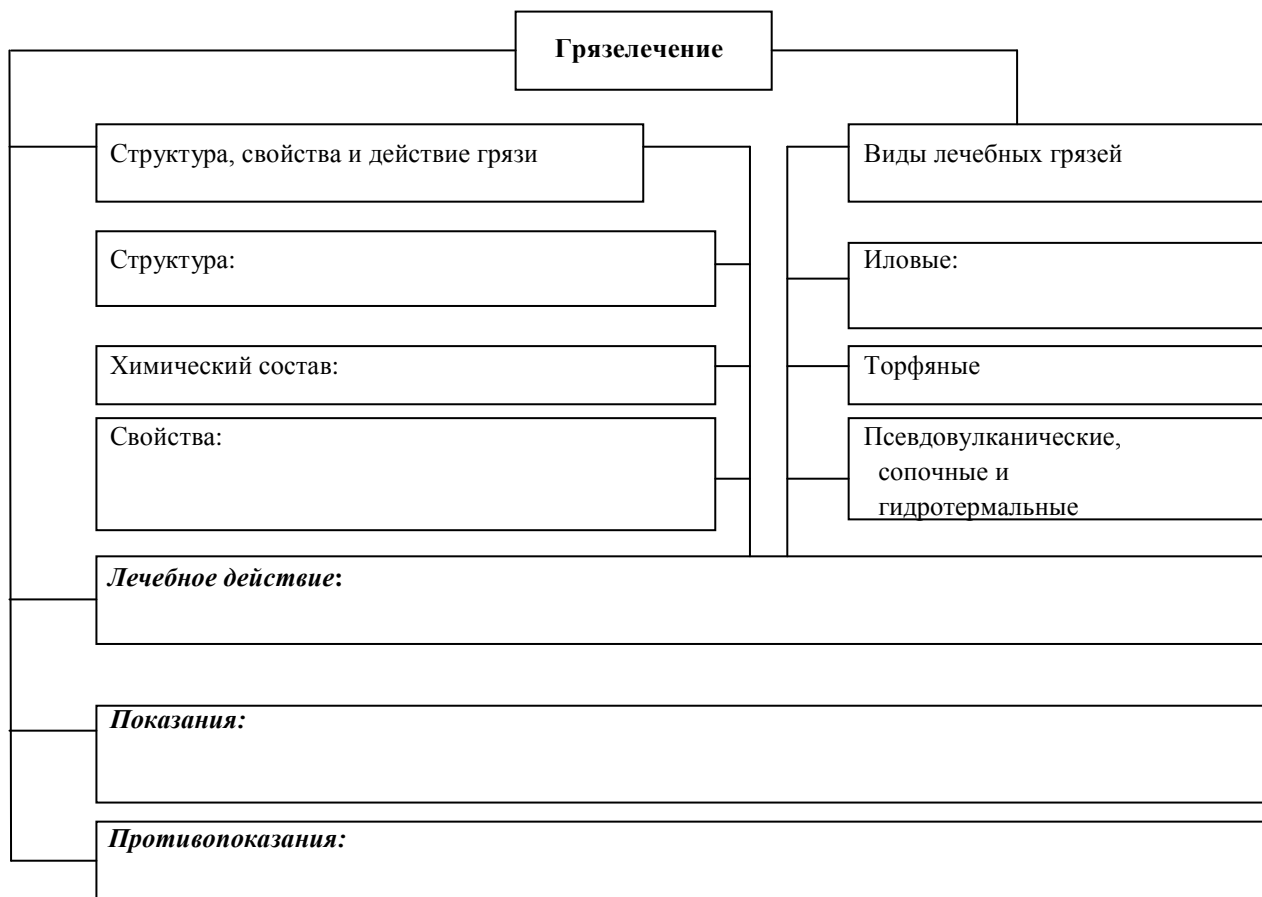 Грязелечение
Структура, свойства и действие грязи
Структура:
Химический состав:
Свойства:
Виды лечебных грязей
Иловые:
Торфяные
Псевдовулканические,
сопочные и
гидротермальные
Лечебное действие:
Показания:
Противопоказания: